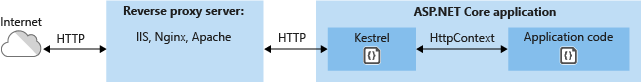 Internet
HTTP
Reverse proxy server:
IIS, Nginx, Apache
HTTP
ASP.NET Core application
Kestrel
{}
HttpContext
Application code
{}